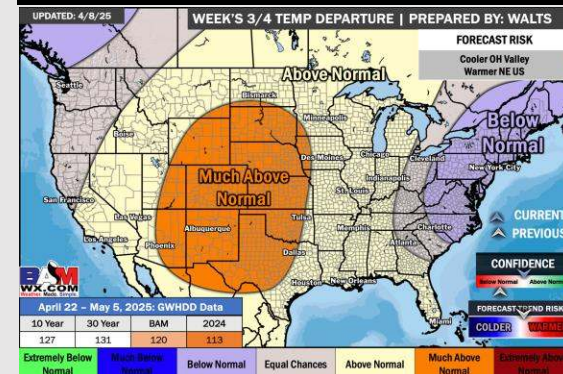 UPDATED: 4/8/25
WEEK'S 3/4 TEMP DEPARTURE | PREPARED BY: WALTS
FORECAST RISK
Cooler OH Valley
Warmer NE US
Above Normal
Seattle
Bismarck
Minneapolis
Boise
Below
Normal
Des Moines
Chicago
Cleveland
New York City
Much Above
Normal
Indianapolis
San Francisco
St. Louis
Las Vegas
Tulsa
Memphis
Charlotte
Los Angeles
Albuquerque
Phoenix
Atlanta
Dallas
CURRENT
PREVIOUS
Houston
New Orleans
Miami
CONFIDENCE
Below Normal
Above Normal
BAM
WX.COM
Weather Made Simple
April 22 – May 5, 2025: GWHDD Data
10 Year 30 Year BAM 2024
127 131 120 113
FORECAST TREND RISK
COLDER WARMER
Extremely Below Normal
Much Below Normal
Below Normal
Equal Chances
Above Normal
Much Above Normal
Extremely Above Normal